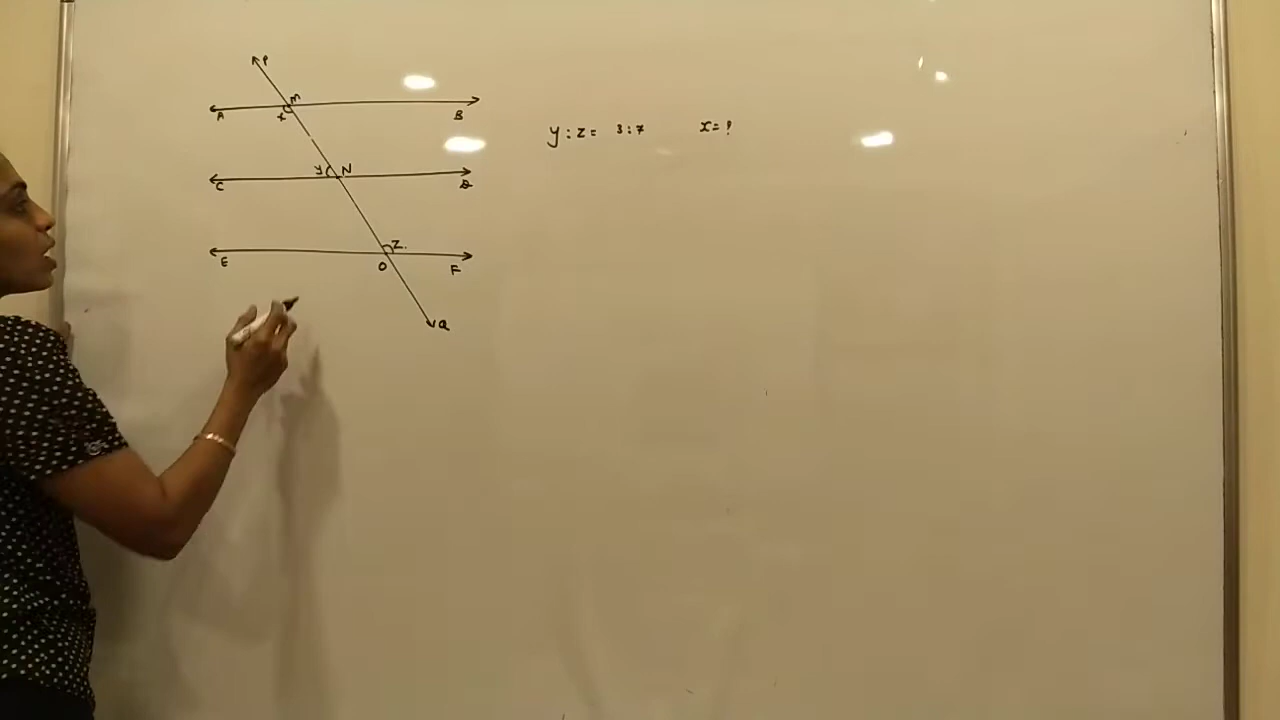 P
M
A x B
y N
C D
z
E O F
Q
y : z = 3 : 7 x = ?